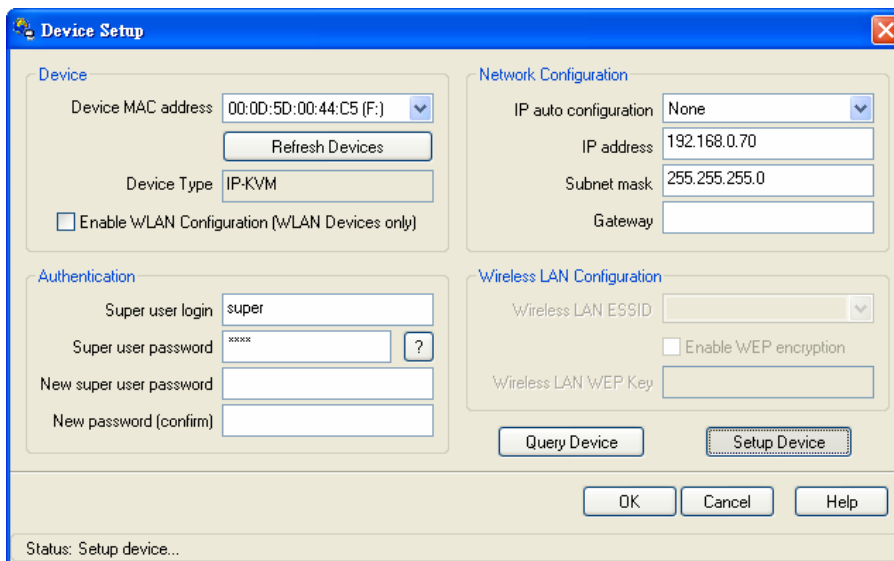 Device Setup
Device
Device MAC address 00:0D:5D:00:44:C5 (F:)
Refresh Devices
Device Type IP-KVM
Enable WLAN Configuration (WLAN Devices only)
Network Configuration
IP auto configuration None
IP address 192.168.0.70
Subnet mask 255.255.255.0
Gateway
Authentication
Super user login super
Super user password **** ?
New super user password
New password (confirm)
Wireless LAN Configuration
Wireless LAN ESSID
Enable WEP encryption
Wireless LAN WEP Key
Query Device Setup Device
OK Cancel Help
Status: Setup device...